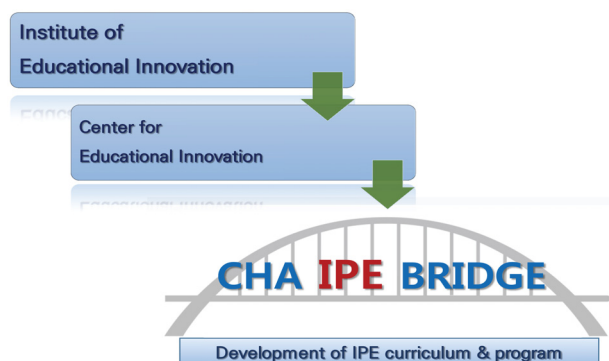 Institute of
Educational Innovation
Center for
Educational Innovation
CHA IPE BRIDGE
Development of IPE curriculum & program